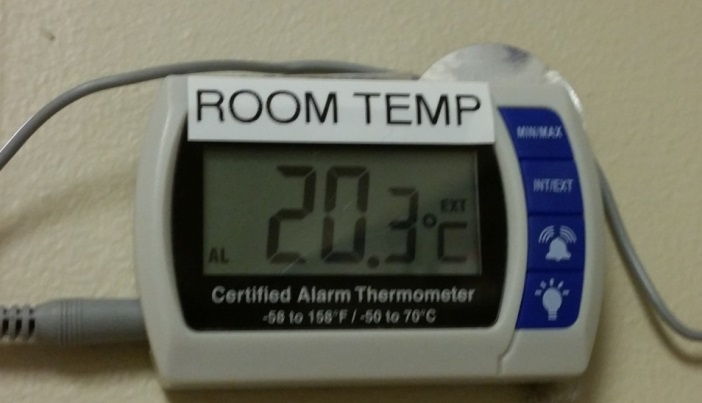 ROOM TEMP
MIN/MAX
INT/EXT
EXT
20.3°C
AL
Certified Alarm Thermometer
-58 to 158°F / -50 to 70°C